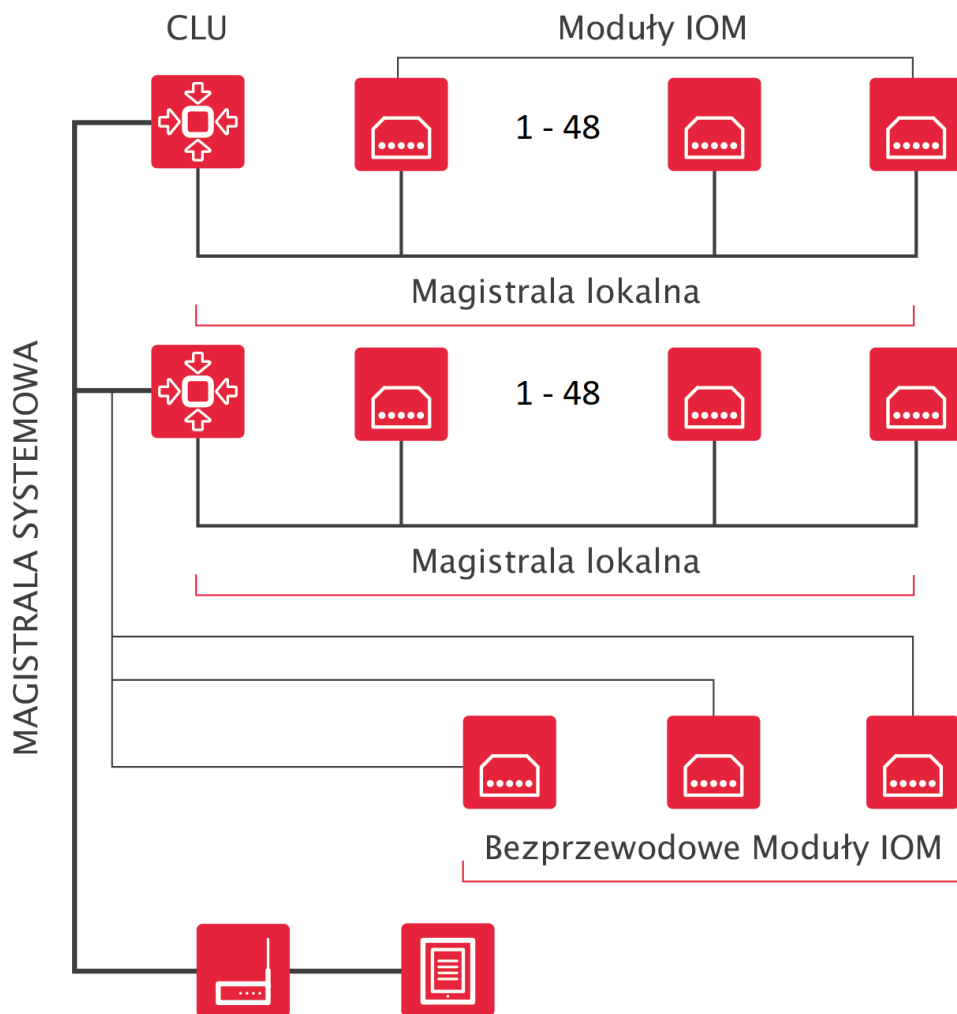 CLU
Moduły IOM
1 - 48
Magistrala lokalna
MAGISTRALA SYSTEMOWA
1 - 48
Magistrala lokalna
Bezprzewodowe Moduły IOM